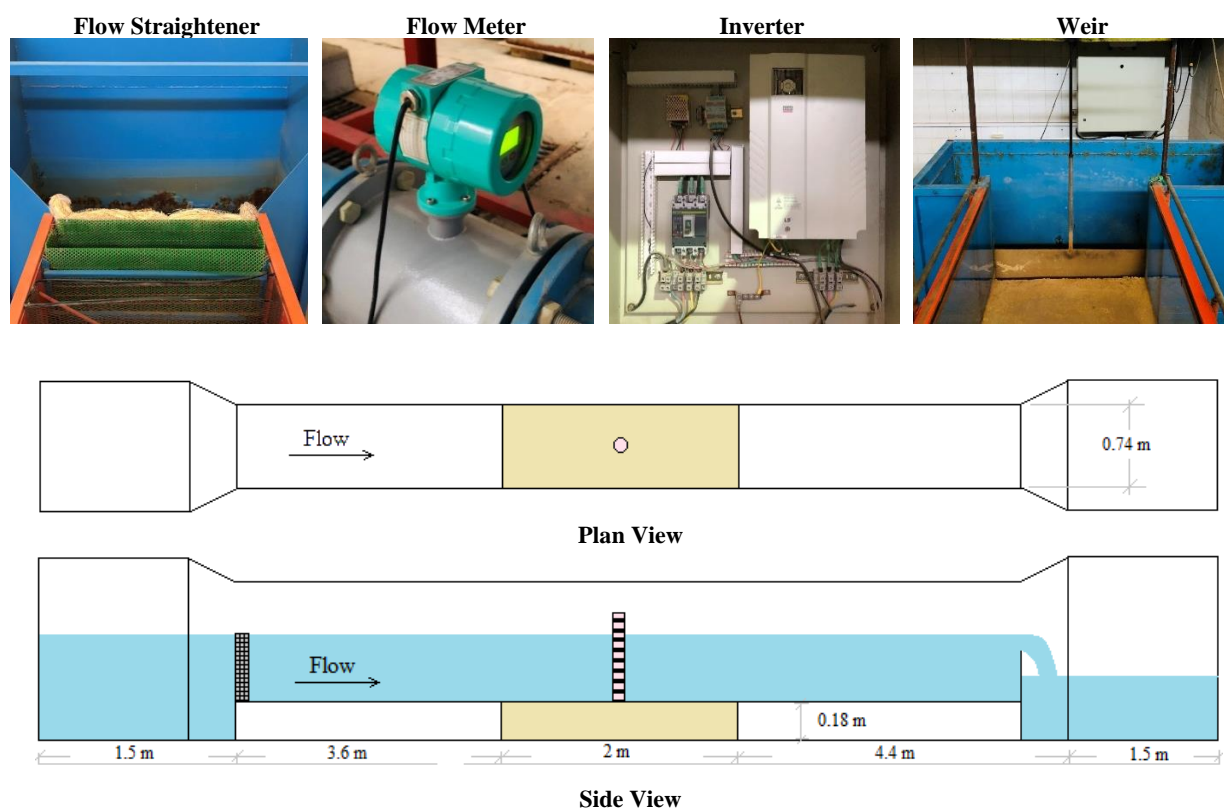 Flow Straightener
Flow Meter
Inverter
Weir
Flow
0.74 m
Plan View
Flow
0.18 m
1.5 m
3.6 m
2 m
4.4 m
1.5 m
Side View